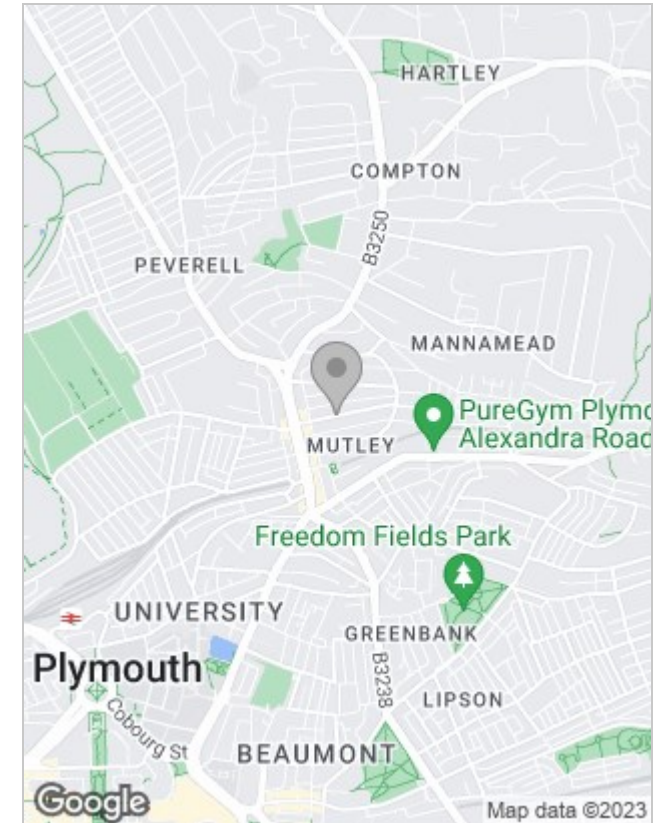 HARTLEY
COMPTON
B3250
PEVERELL
MANNAMEAD
PureGym Plymo
Alexandra Road
MUTLEY
Freedom Fields Park
UNIVERSITY
GREENBANK
Plymouth
B3238
LIPSON
Cobourg St
BEAUMONT
Google
Map data ©2023